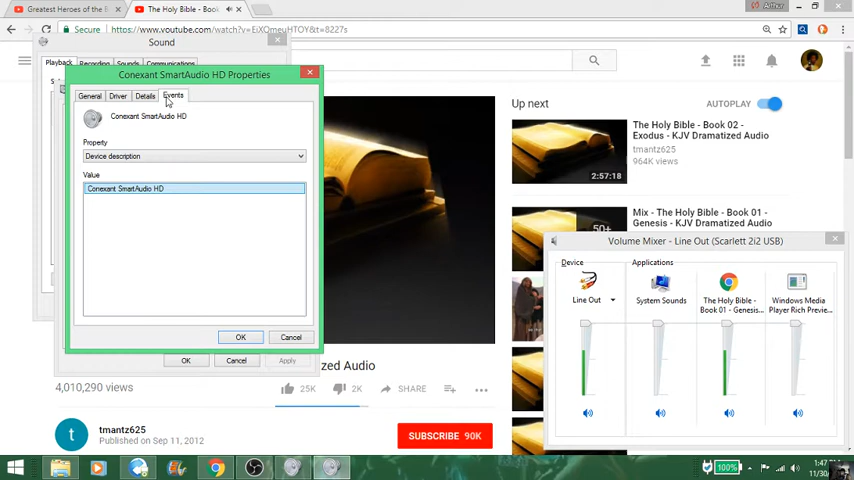 Greatest Heroes of the B
The Holy Bible - Book
Arthur
Secure
https://www.youtube.com/watch?v=EiXQmeuHTOY&t=8227s
Sound
Playback
Recording
Sounds
Communications
Conexant SmartAudio HD Properties
General
Driver
Details
Events
Conexant SmartAudio HD
Property
Device description
Value
Conexant SmartAudio HD
OK
Cancel
OK
Cancel
Apply
zed Audio
4,010,290 views
25K
2K
SHARE
tmantz625
Published on Sep 11, 2012
t
SUBSCRIBE 90K
Up next
AUTOPLAY
The Holy Bible - Book 02 -
Exodus - KJV Dramatized Audio
tmantz625
964K views
2:57:18
Mix - The Holy Bible - Book 01 -
Genesis - KJV Dramatized Audio
50+
Volume Mixer - Line Out (Scarlett 2i2 USB)
Device
Applications
Line Out
System Sounds
The Holy Bible -
Book 01 - Genesis...
Windows Media
Player Rich Previe...
100%
1:47
11/30/